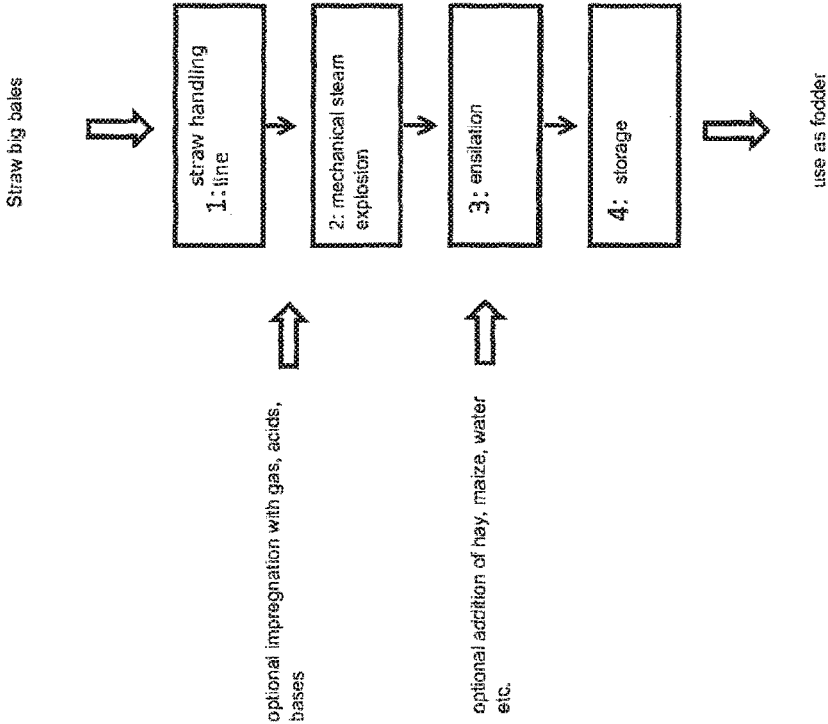 Straw big bales
straw handling
1: line
2: mechanical steam
explosion
3: ensilation
4: storage
use as fodder
optional impregnation with gas, acids,
bases
optional addition of hay, maize, water
etc.